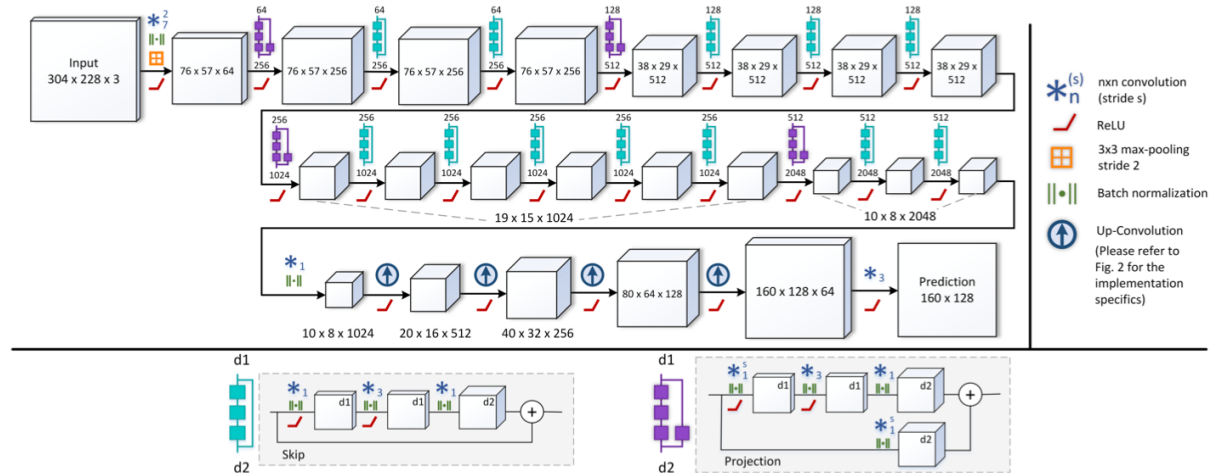 64 64 64 128 128 128 128
2
7
Input
304 x 228 x 3
76 x 57 x 64
256
76 x 57 x 256
256
76 x 57 x 256
256
76 x 57 x 256
512
38 x 29 x
512
512
38 x 29 x
512
512
38 x 29 x
512
512
38 x 29 x
512
256 256 256 256 256 256 512 512 512
1024 1024 1024 1024 1024 1024 2048 2048 2048
19 x 15 x 1024
10 x 8 x 2048
1
10 x 8 x 1024
20 x 16 x 512
40 x 32 x 256
80 x 64 x 128
160 x 128 x 64
3
Prediction
160 x 128
(s)
n
nxn convolution
(stride s)
ReLU
3x3 max-pooling
stride 2
Batch normalization
Up-Convolution
(Please refer to
Fig. 2 for the
implementation
specifics)
d1
d2
1
d1
3
d1
1
d2
Skip
d1
d2
s
1
d1
3
d1
1
d2
s
1
d2
Projection